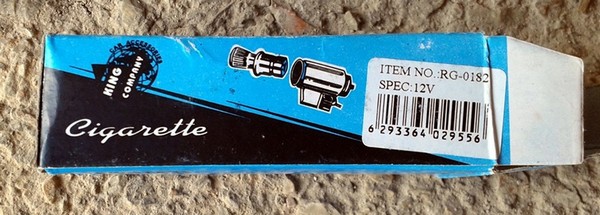 CAR ACCESSORIES
KING
COMPANY
Cigarette
ITEM NO.:RG-0182
SPEC:12V
6 293364 029556